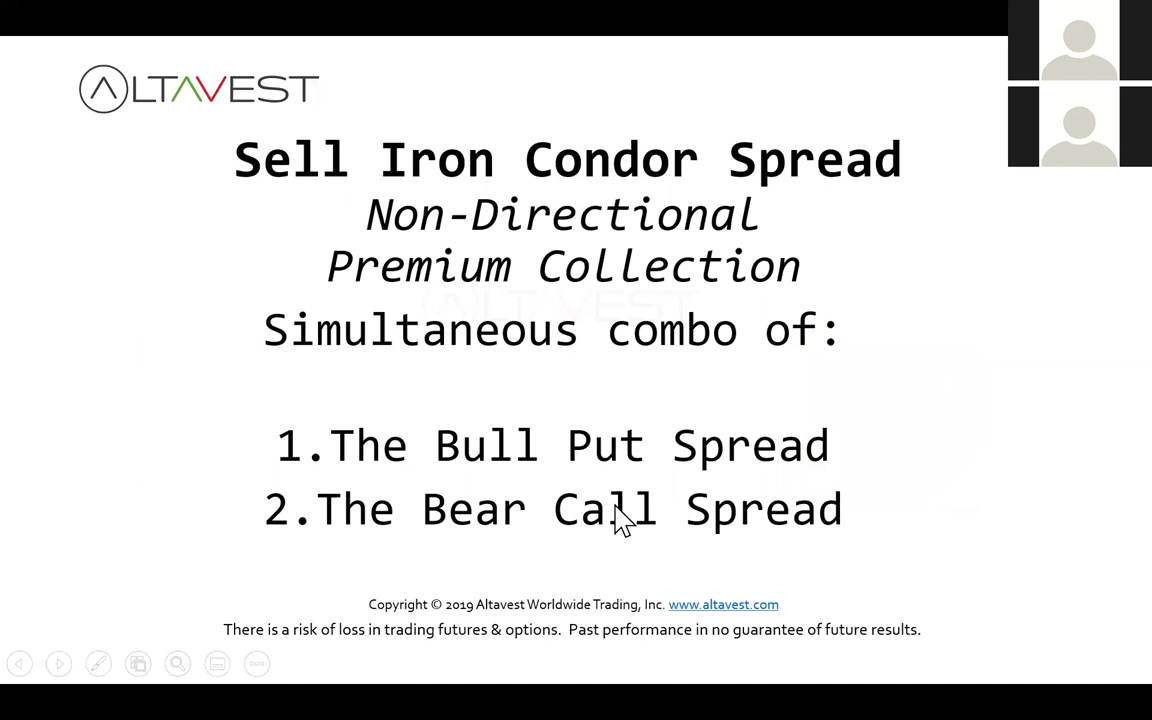 ALTAVEST
Sell Iron Condor Spread
Non-Directional
Premium Collection
ALTAVEST
Simultaneous combo of:
1.The Bull Put Spread
2.The Bear Call Spread
Copyright © 2019 Altavest Worldwide Trading, Inc. www.altavest.com
There is a risk of loss in trading futures & options. Past performance in no guarantee of future results.